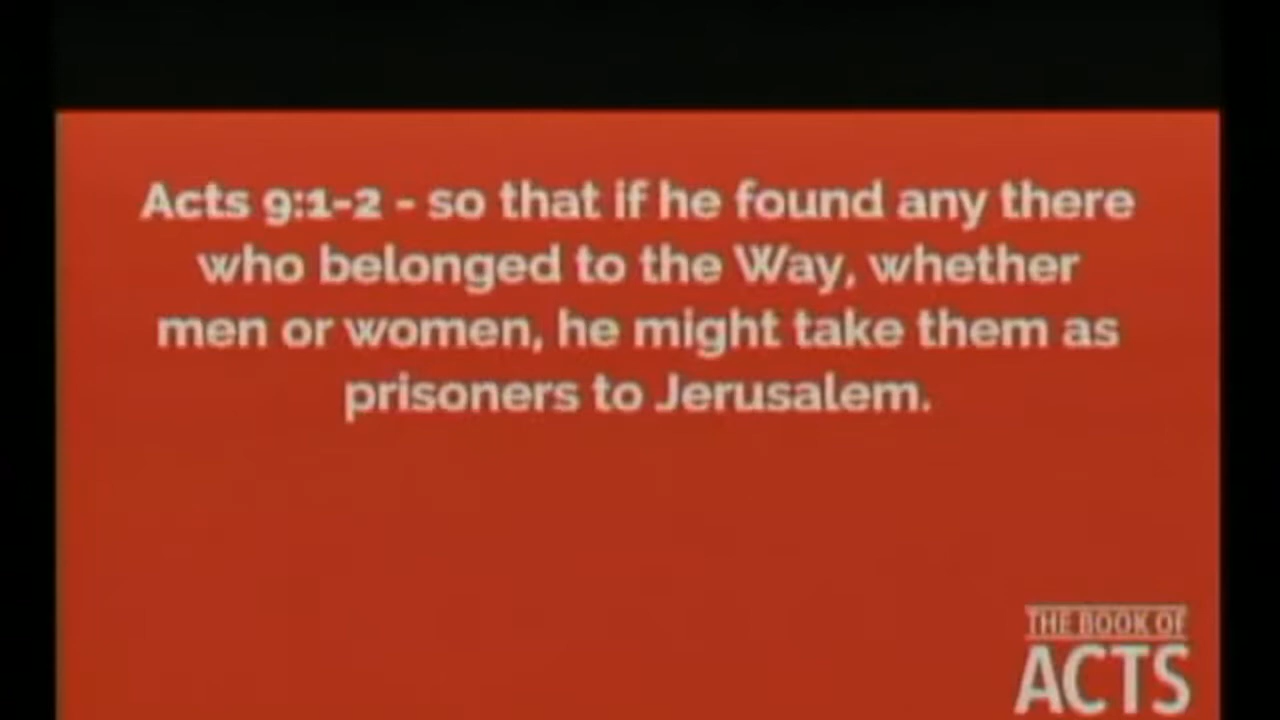 Acts 9:1-2 - so that if he found any there
who belonged to the Way, whether
men or women, he might take them as
prisoners to Jerusalem.
THE BOOK OF
ACTS